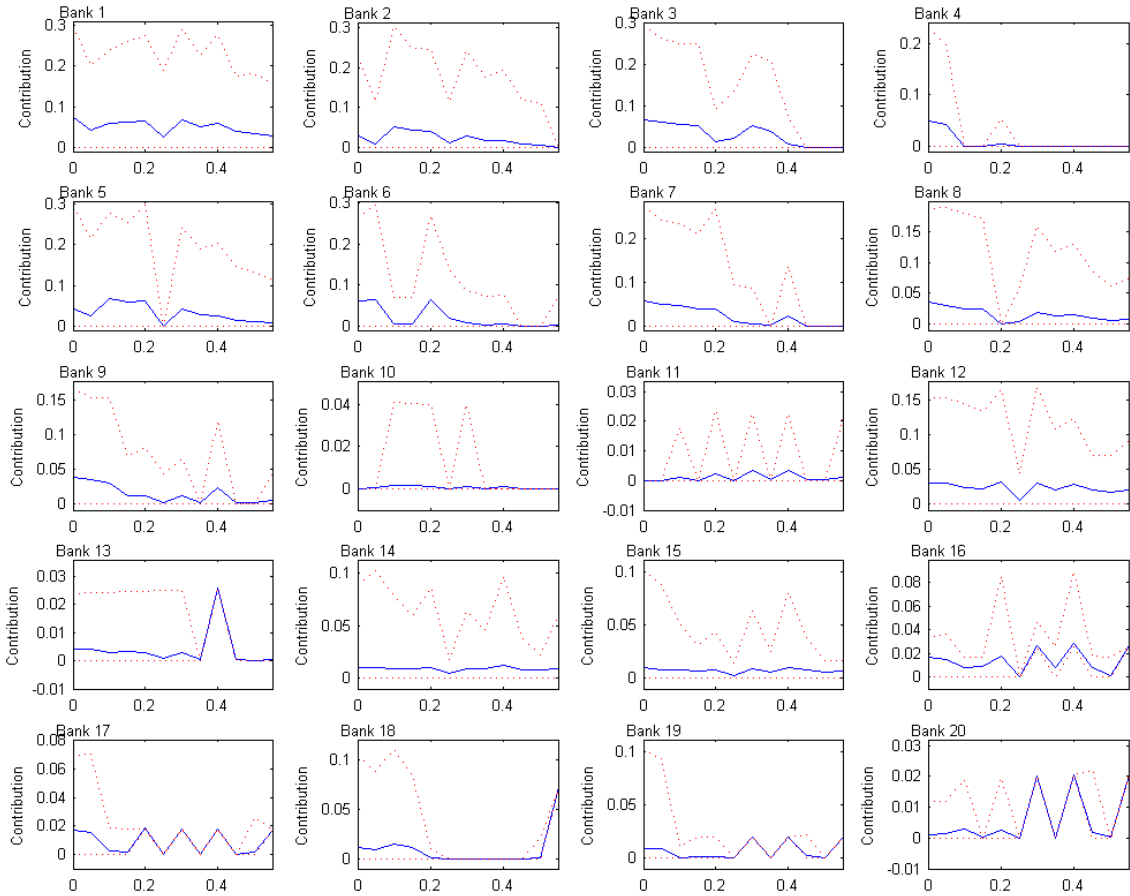 Bank 1 Bank 2 Bank 3 Bank 4
0.3 0.3 0.3
0.2 0.2 0.2 0.2
0.1 0.1 0.1 0.1
0 0 0 0
Contribution Contribution Contribution Contribution
0 0.2 0.4 0 0.2 0.4 0 0.2 0.4 0 0.2 0.4
Bank 5 Bank 6 Bank 7 Bank 8
0.3 0.3
0.2 0.2 0.2 0.15
0.1 0.1 0.1 0.1
0.05
0 0 0 0
Contribution Contribution Contribution Contribution
0 0.2 0.4 0 0.2 0.4 0 0.2 0.4 0 0.2 0.4
Bank 9 Bank 10 Bank 11 Bank 12
0.15 0.04 0.03 0.15
0.1 0.02 0.02 0.1
0.05 0.01 0.05
0 0 0 0
-0.01
Contribution Contribution Contribution Contribution
0 0.2 0.4 0 0.2 0.4 0 0.2 0.4 0 0.2 0.4
Bank 13 Bank 14 Bank 15 Bank 16
0.03 0.1 0.1 0.08
0.02 0.06
0.01 0.05 0.05 0.04
0.02
0 0 0 0
-0.01
Contribution Contribution Contribution Contribution
0 0.2 0.4 0 0.2 0.4 0 0.2 0.4 0 0.2 0.4
Bank 17 Bank 18 Bank 19 Bank 20
0.08 0.1 0.1 0.03
0.06 0.02
0.04 0.05 0.05 0.01
0.02
0 0 0 0
-0.01
Contribution Contribution Contribution Contribution
0 0.2 0.4 0 0.2 0.4 0 0.2 0.4 0 0.2 0.4